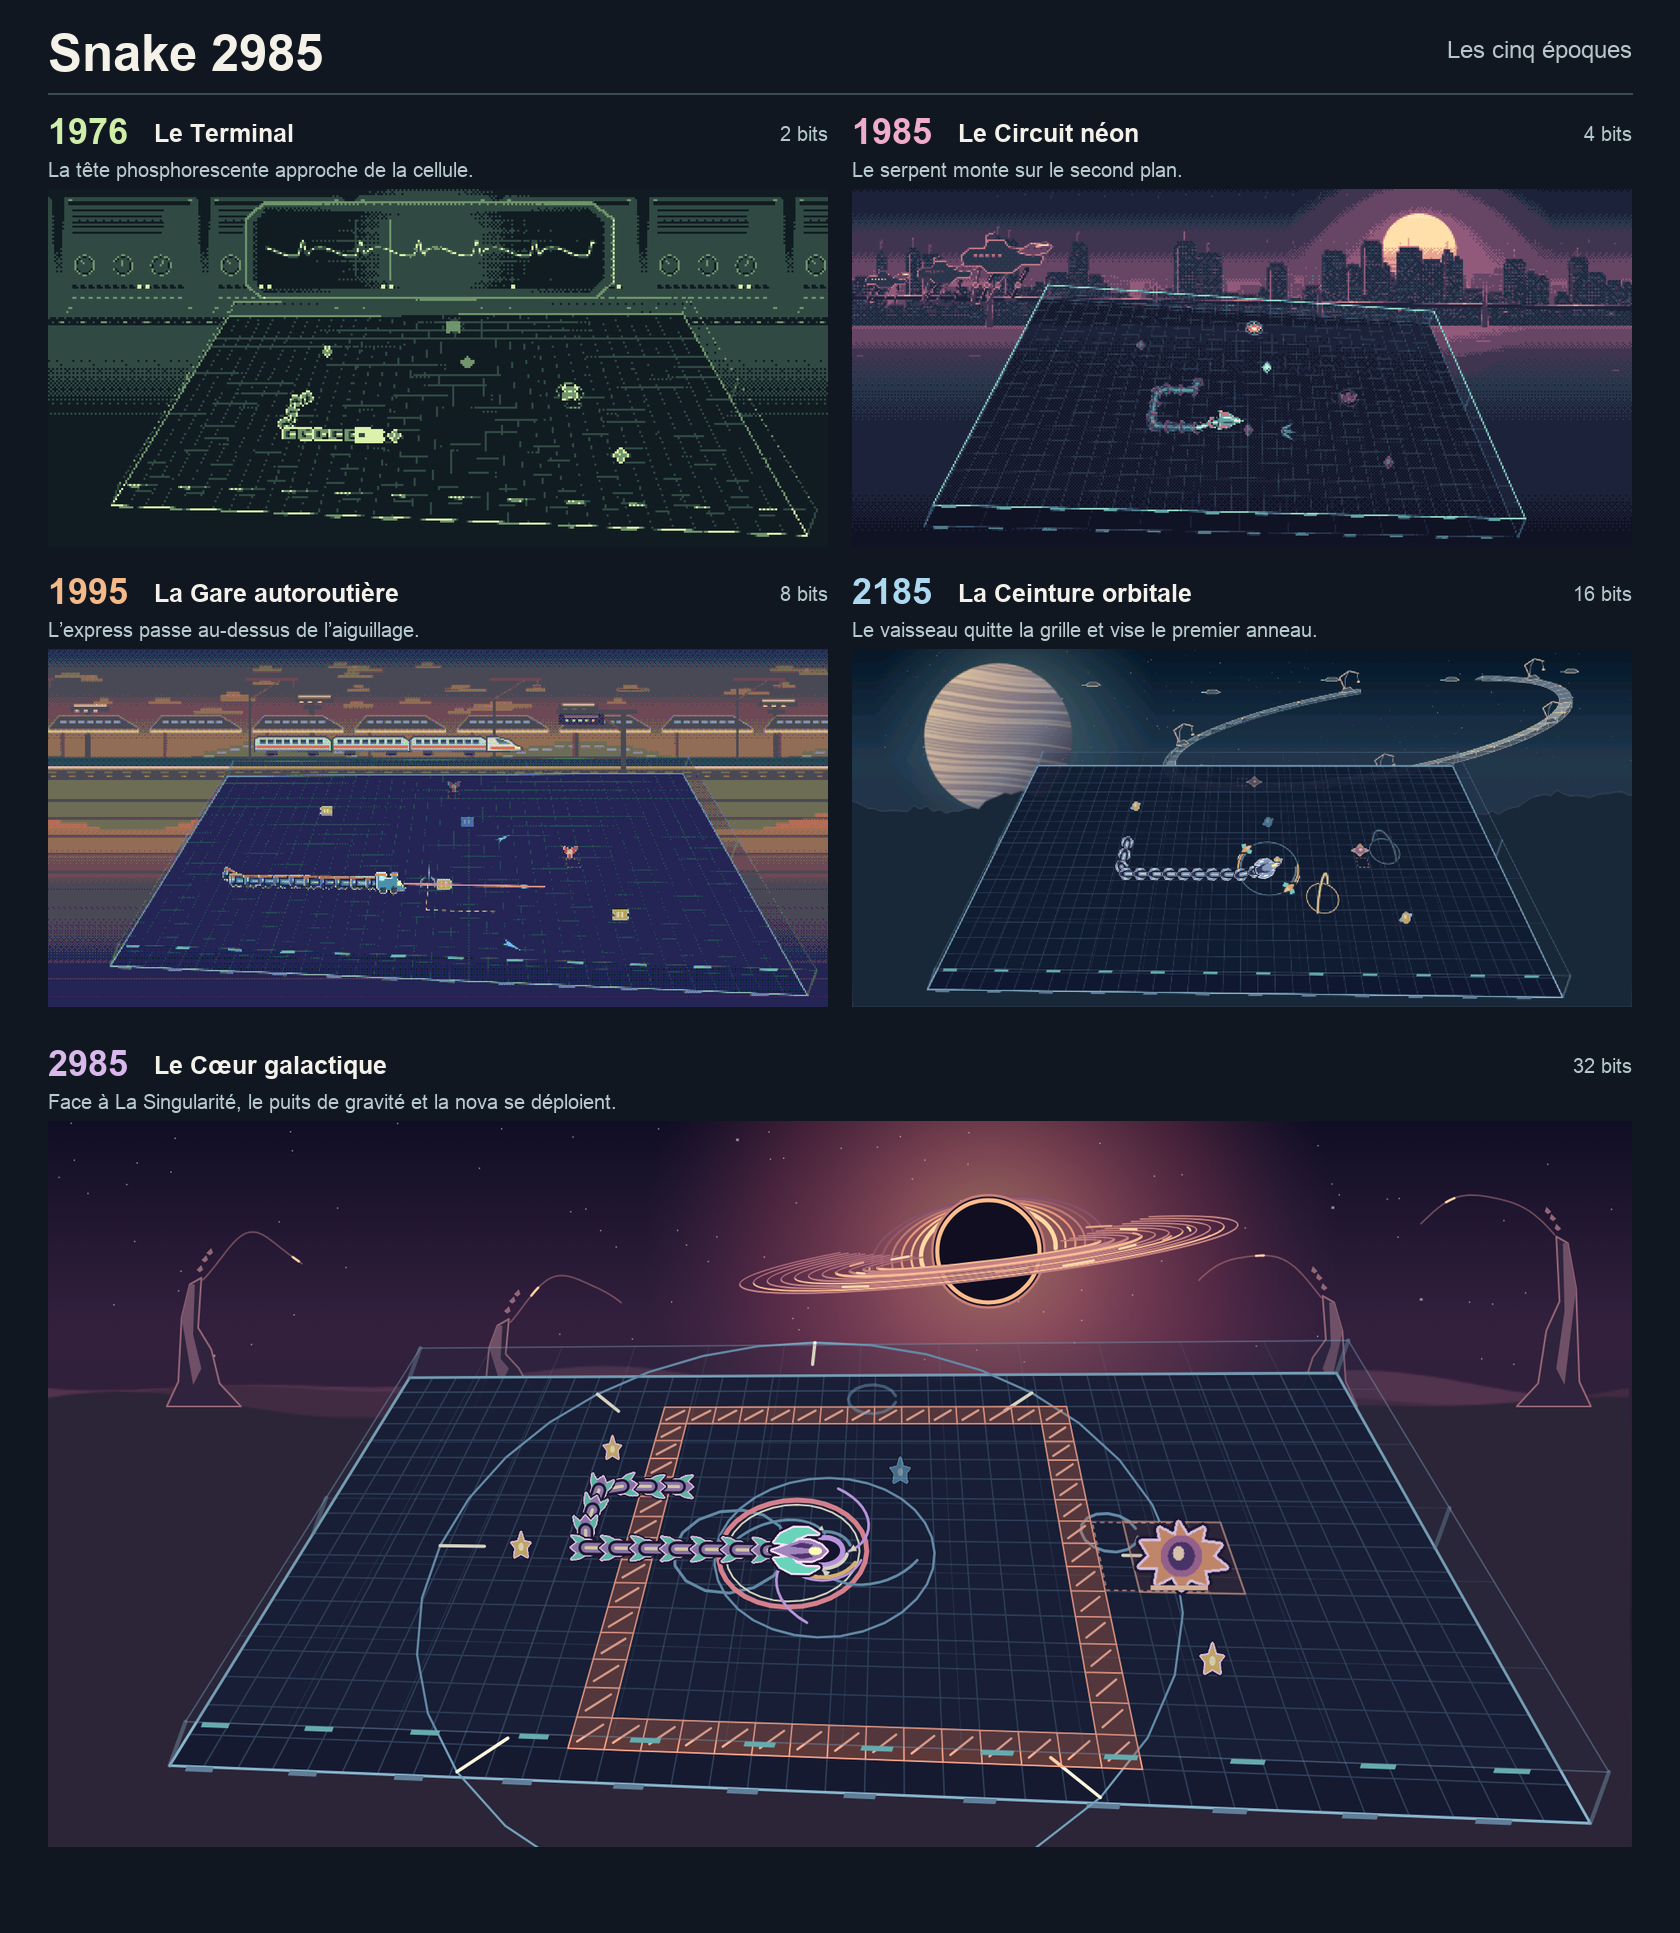 Snake 2985
Les cinq époques
1976 Le Terminal 2 bits
La tête phosphorescente approche de la cellule.
1985 Le Circuit néon 4 bits
Le serpent monte sur le second plan.
1995 La Gare autoroutière 8 bits
L’express passe au-dessus de l’aiguillage.
2185 La Ceinture orbitale 16 bits
Le vaisseau quitte la grille et vise le premier anneau.
2985 Le Cœur galactique 32 bits
Face à La Singularité, le puits de gravité et la nova se déploient.